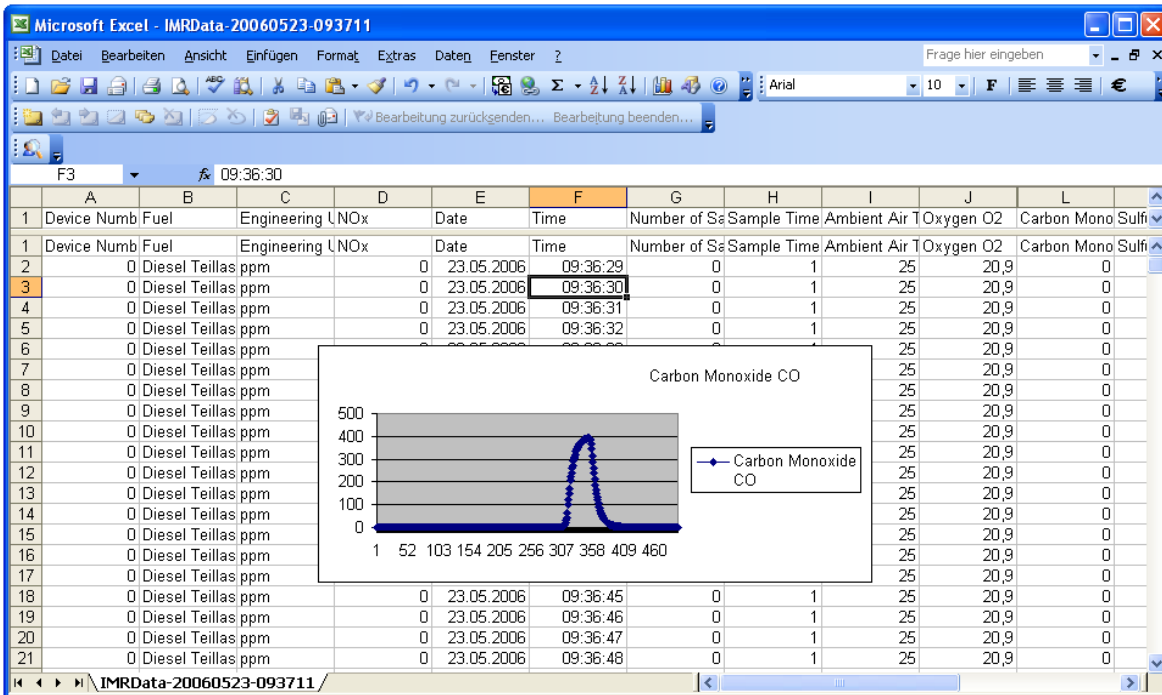 Microsoft Excel - IMRData-20060523-093711
Datei Bearbeiten Ansicht Einfügen Format Extras Daten Fenster ? Frage hier eingeben
Arial 10 F €
Bearbeitung zurücksenden... Bearbeitung beenden...
F3 fx 09:36:30
A B C D E F G H I J L
1 Device Numb Fuel Engineering U NOx Date Time Number of Sa Sample Time Ambient Air T Oxygen O2 Carbon Mono Sulfu
1 Device Numb Fuel Engineering U NOx Date Time Number of Sa Sample Time Ambient Air T Oxygen O2 Carbon Mono Sulfu
2 0 Diesel Teillas ppm 0 23.05.2006 09:36:29 0 1 25 20,9 0
3 0 Diesel Teillas ppm 0 23.05.2006 09:36:30 0 1 25 20,9 0
4 0 Diesel Teillas ppm 0 23.05.2006 09:36:31 0 1 25 20,9 0
5 0 Diesel Teillas ppm 0 23.05.2006 09:36:32 0 1 25 20,9 0
6 0 Diesel Teillas ppm 25 20,9 0
7 0 Diesel Teillas ppm 25 20,9 0
8 0 Diesel Teillas ppm 25 20,9 0
9 0 Diesel Teillas ppm 25 20,9 0
10 0 Diesel Teillas ppm 25 20,9 0
11 0 Diesel Teillas ppm 25 20,9 0
12 0 Diesel Teillas ppm 25 20,9 0
13 0 Diesel Teillas ppm 25 20,9 0
14 0 Diesel Teillas ppm 25 20,9 0
15 0 Diesel Teillas ppm 25 20,9 0
16 0 Diesel Teillas ppm 25 20,9 0
17 0 Diesel Teillas ppm 25 20,9 0
18 0 Diesel Teillas ppm 0 23.05.2006 09:36:45 0 1 25 20,9 0
19 0 Diesel Teillas ppm 0 23.05.2006 09:36:46 0 1 25 20,9 0
20 0 Diesel Teillas ppm 0 23.05.2006 09:36:47 0 1 25 20,9 0
21 0 Diesel Teillas ppm 0 23.05.2006 09:36:48 0 1 25 20,9 0
Carbon Monoxide CO
500
400
300
200
100
0
1 52 103 154 205 256 307 358 409 460
Carbon Monoxide
CO
IMRData-20060523-093711